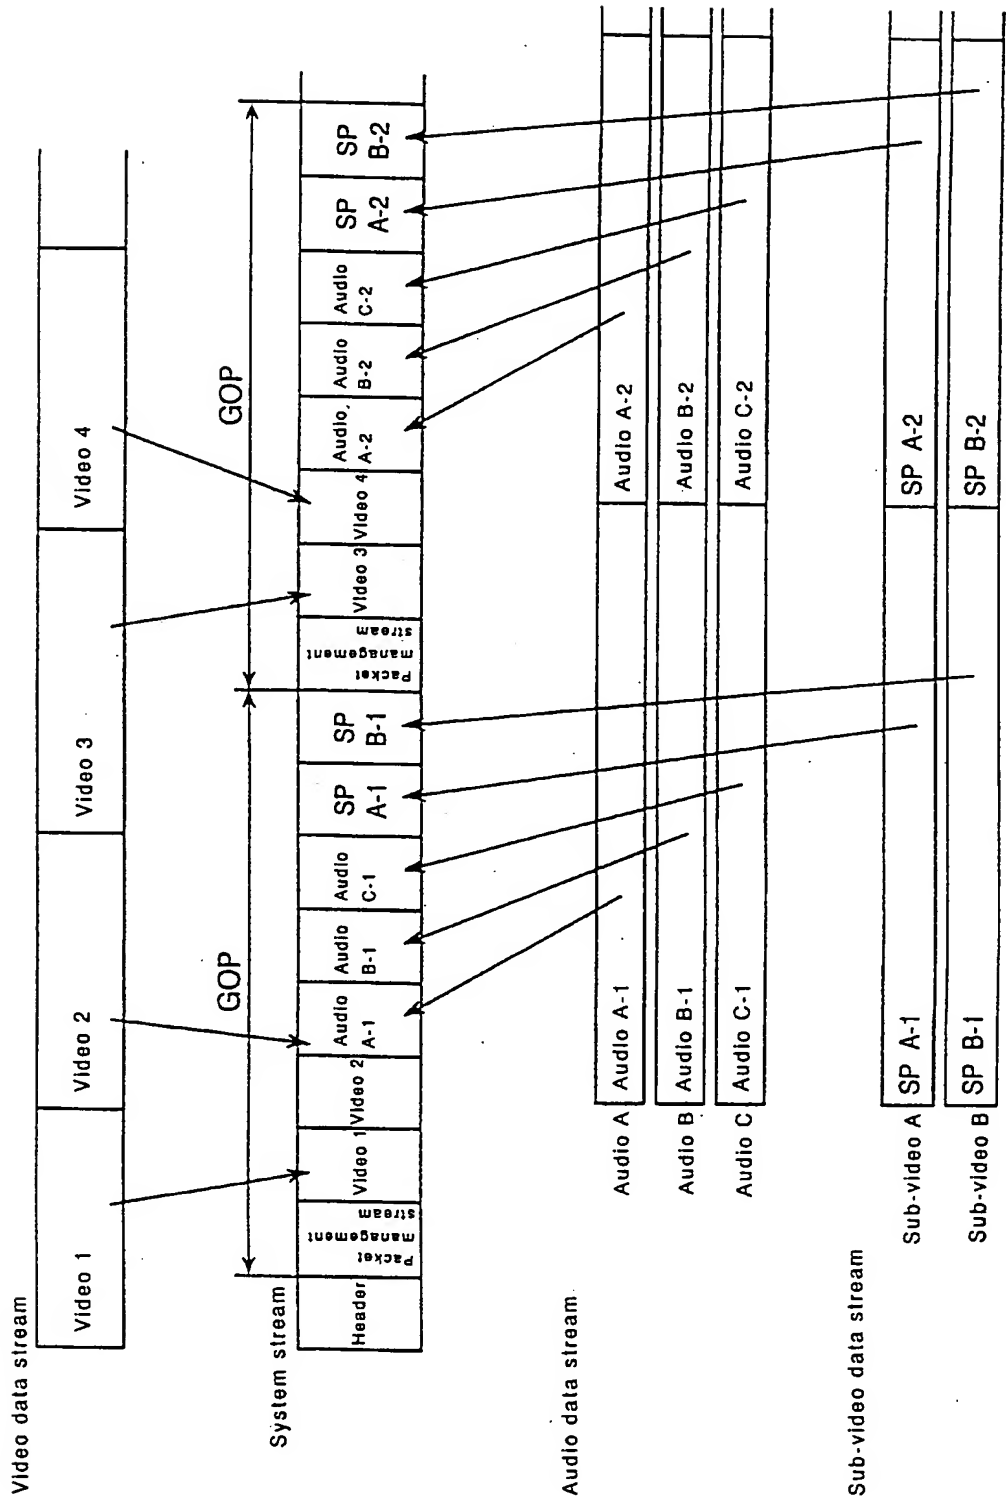 Video data stream
Video 1
Video 2
Video 3
Video 4
GOP
GOP
System stream
Header
Packet
management
stream
Video 1
Video 2
Audio
A-1
Audio
B-1
Audio
C-1
SP
A-1
SP
B-1
Packet
management
stream
Video 3
Video 4
Audio,
A-2
Audio
B-2
Audio
C-2
SP
A-2
SP
B-2
Audio data stream
Audio A
Audio A-1
Audio A-2
Audio B
Audio B-1
Audio B-2
Audio C
Audio C-1
Audio C-2
Sub-video data stream
Sub-video A
SP A-1
SP A-2
Sub-video B
SP B-1
SP B-2